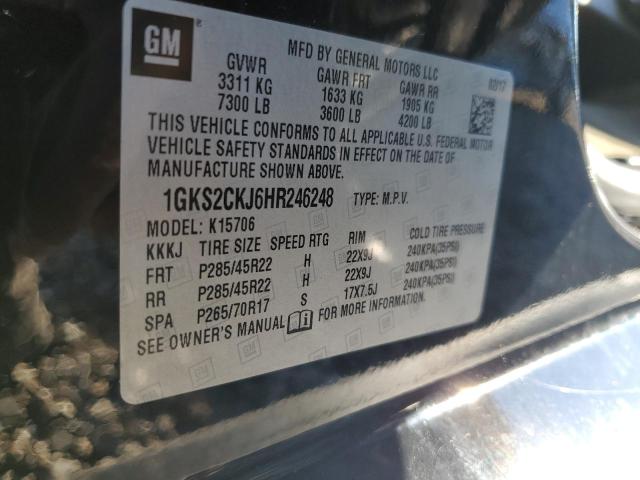 GM
MFD BY GENERAL MOTORS LLC
02/17
GVWR GAWR FRT GAWR RR
3311 KG 1633 KG 1905 KG
7300 LB 3600 LB 4200 LB
THIS VEHICLE CONFORMS TO ALL APPLICABLE U.S. FEDERAL MOTOR
VEHICLE SAFETY STANDARDS IN EFFECT ON THE DATE OF
MANUFACTURE SHOWN ABOVE.
1GKS2CKJ6HR246248 TYPE: M.P.V.
MODEL: K15706
KKKJ TIRE SIZE SPEED RTG RIM COLD TIRE PRESSURE
FRT P285/45R22 H 22X9J 240KPA(35PSI)
RR P285/45R22 H 22X9J 240KPA(35PSI)
SPA P265/70R17 S 17X7.5J 240KPA(35PSI)
SEE OWNER'S MANUAL FOR MORE INFORMATION.